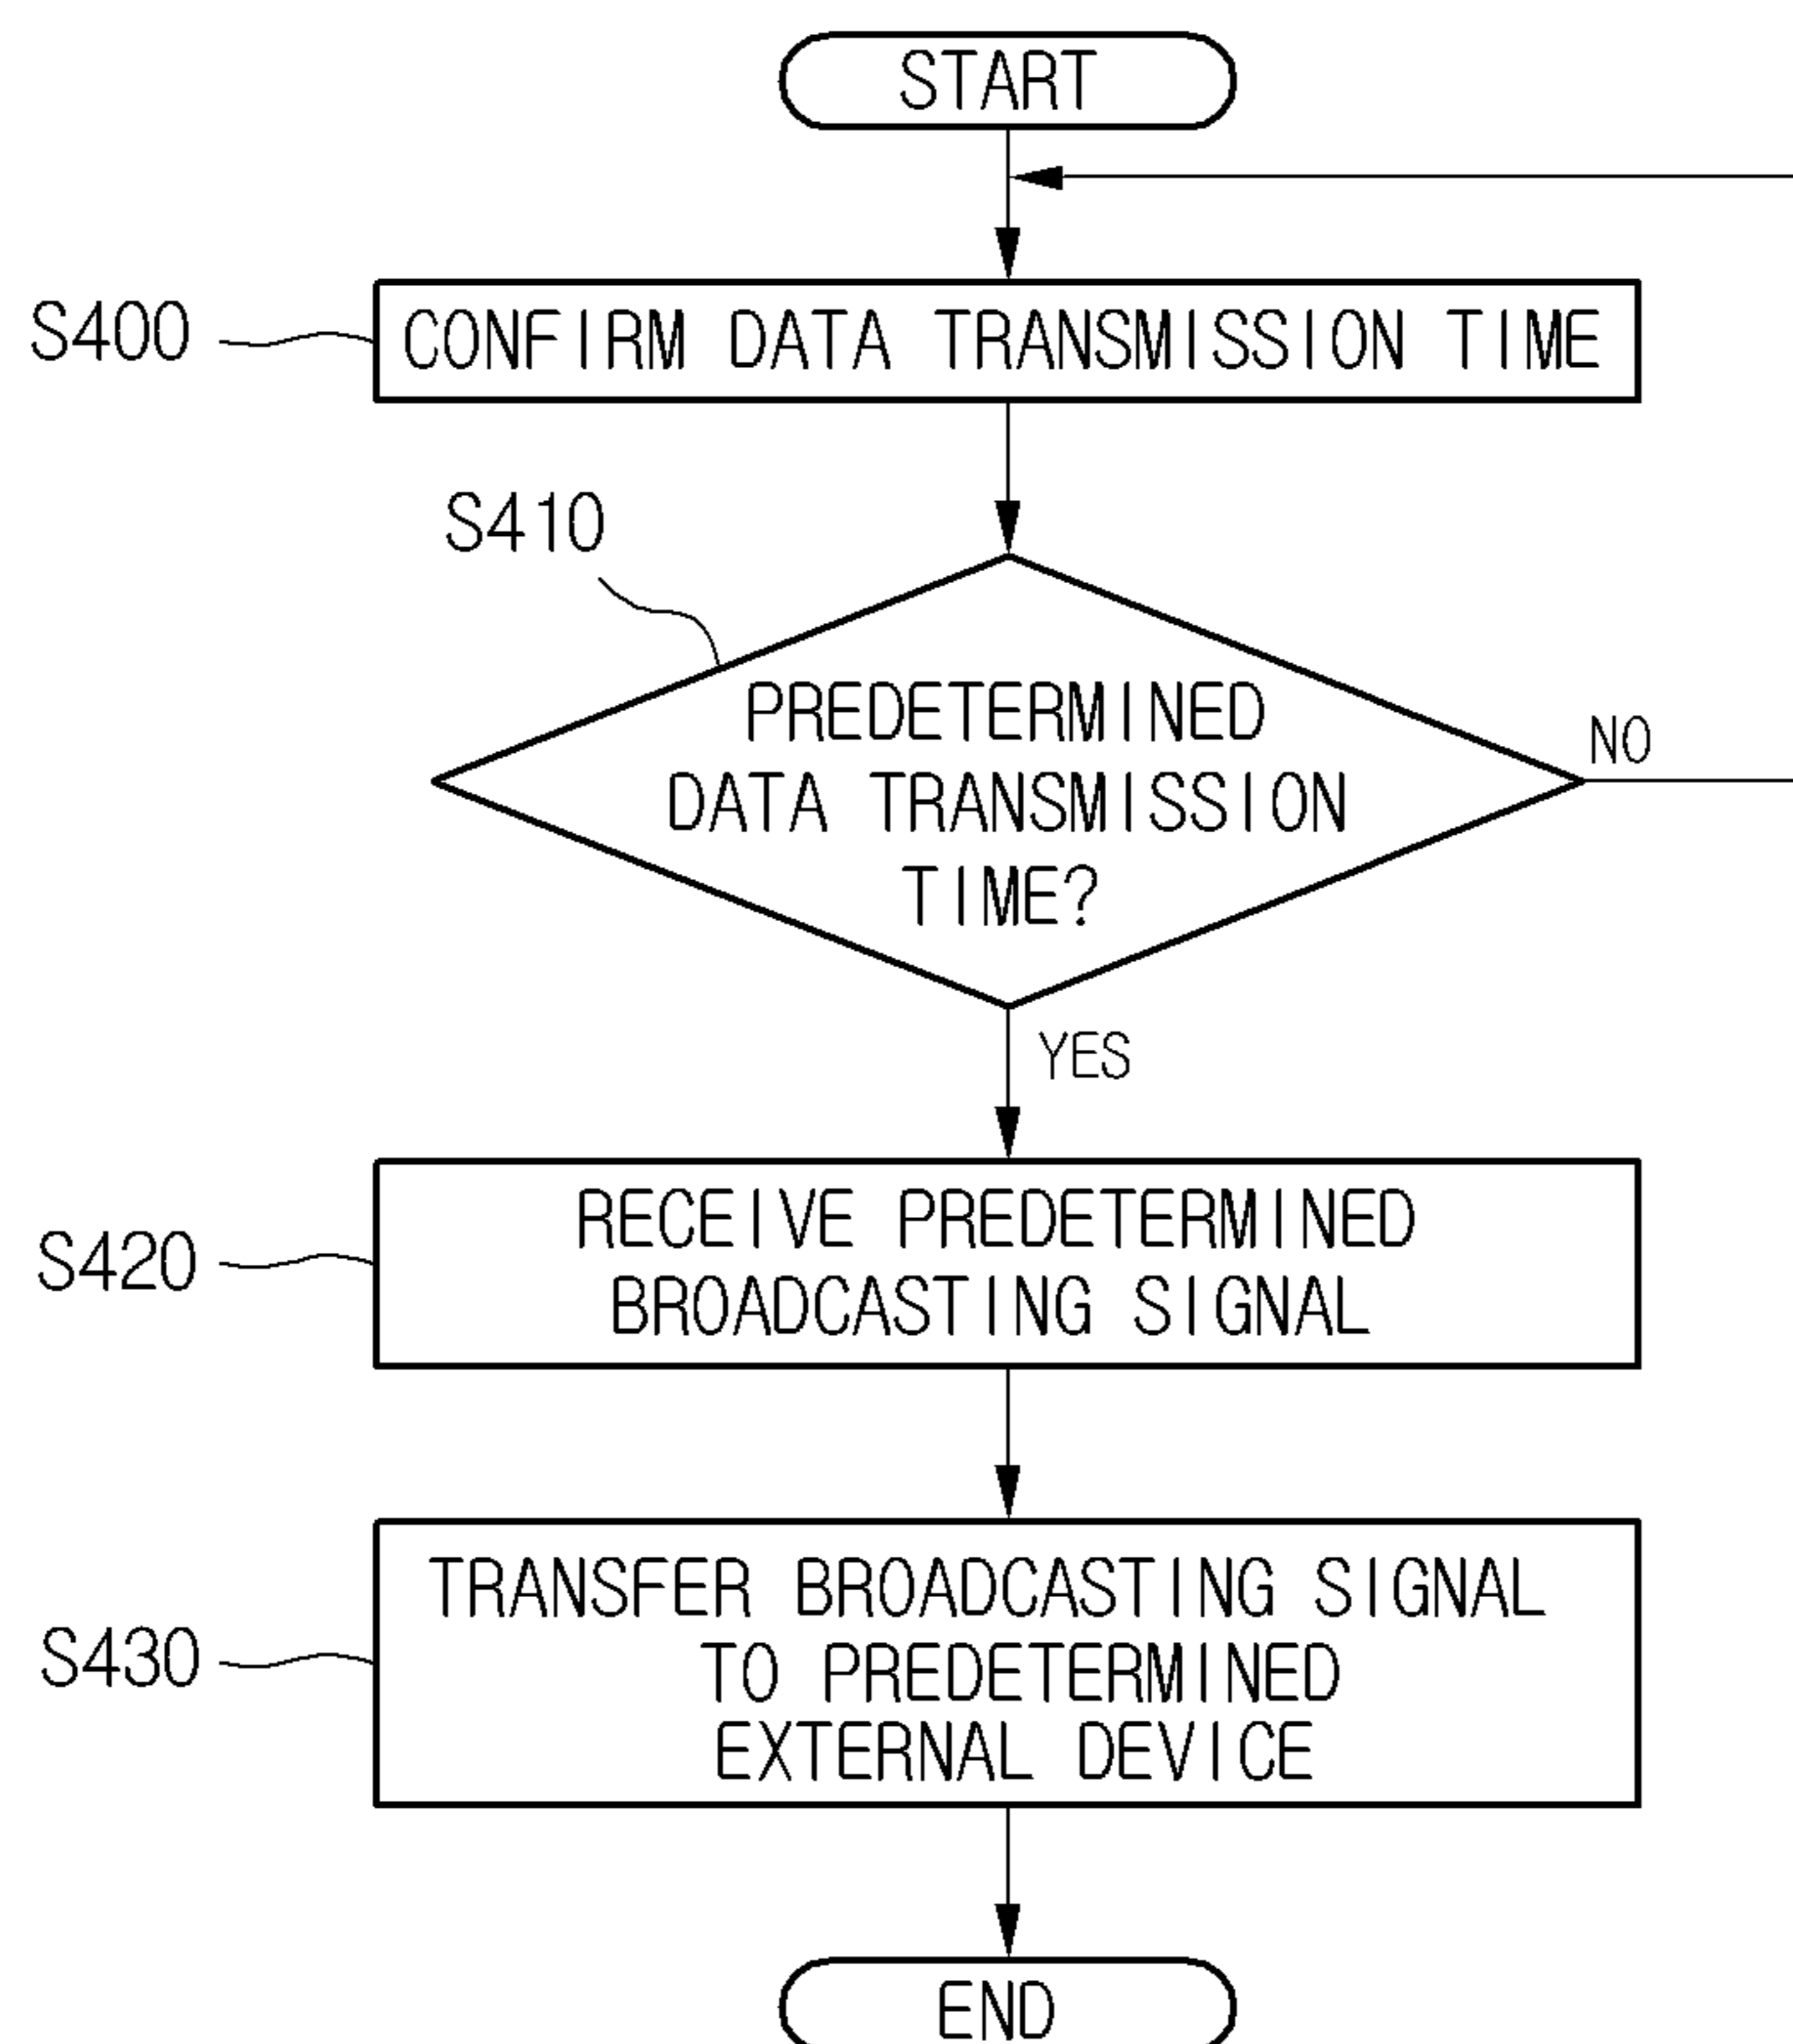 START
S400
CONFIRM DATA TRANSMISSION TIME
S410
PREDETERMINED
DATA TRANSMISSION
TIME?
NO
YES
S420
RECEIVE PREDETERMINED
BROADCASTING SIGNAL
S430
TRANSFER BROADCASTING SIGNAL
TO PREDETERMINED
EXTERNAL DEVICE
END